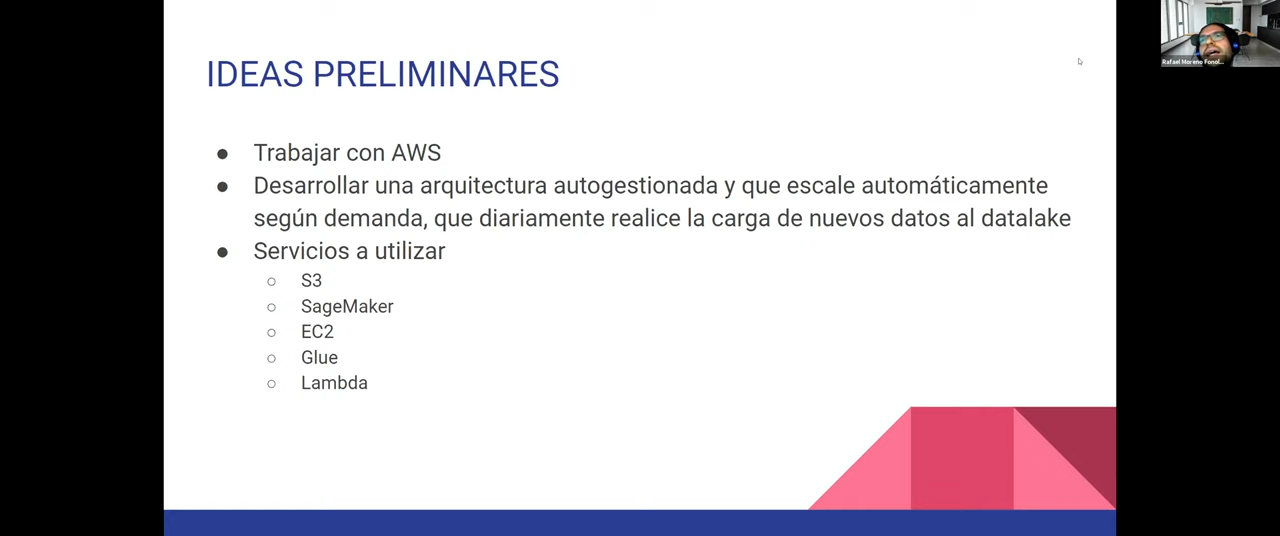 IDEAS PRELIMINARES
Rafael Moreno Fonol...
● Trabajar con AWS
● Desarrollar una arquitectura autogestionada y que escale automáticamente
según demanda, que diariamente realice la carga de nuevos datos al datalake
● Servicios a utilizar
○ S3
○ SageMaker
○ EC2
○ Glue
○ Lambda